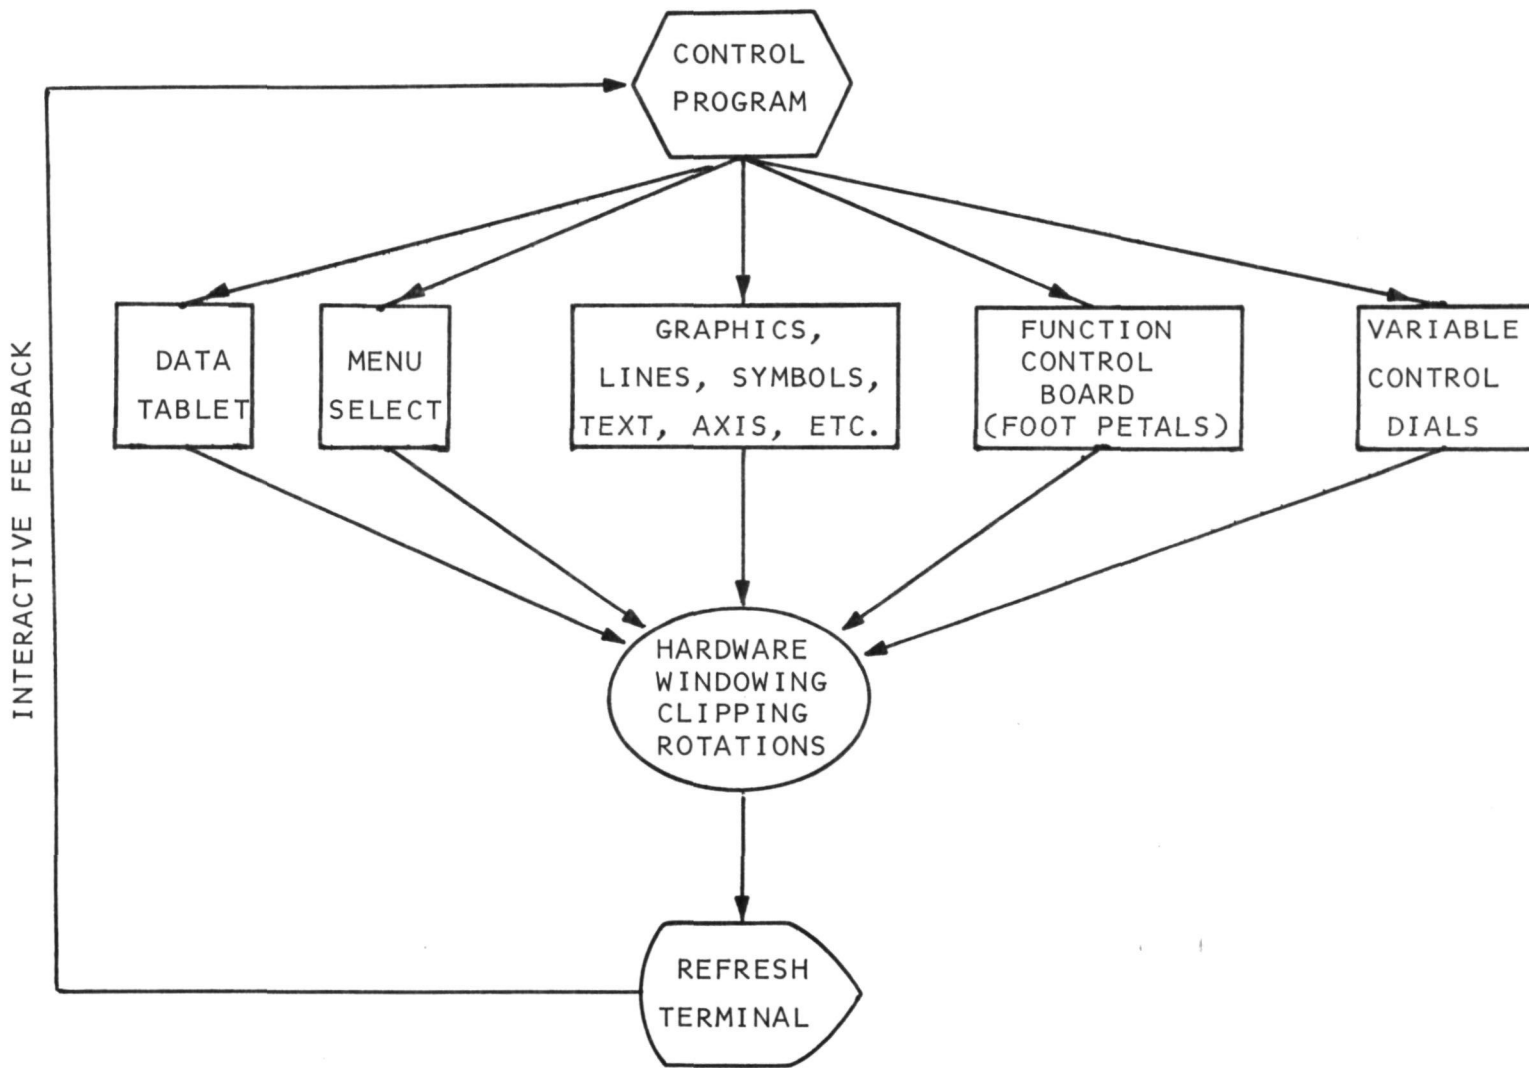 CONTROL
PROGRAM
INTERACTIVE FEEDBACK
DATA
TABLET
MENU
SELECT
GRAPHICS,
LINES, SYMBOLS,
TEXT, AXIS, ETC.
FUNCTION
CONTROL
BOARD
(FOOT PETALS)
VARIABLE
CONTROL
DIALS
HARDWARE
WINDOWING
CLIPPING
ROTATIONS
REFRESH
TERMINAL